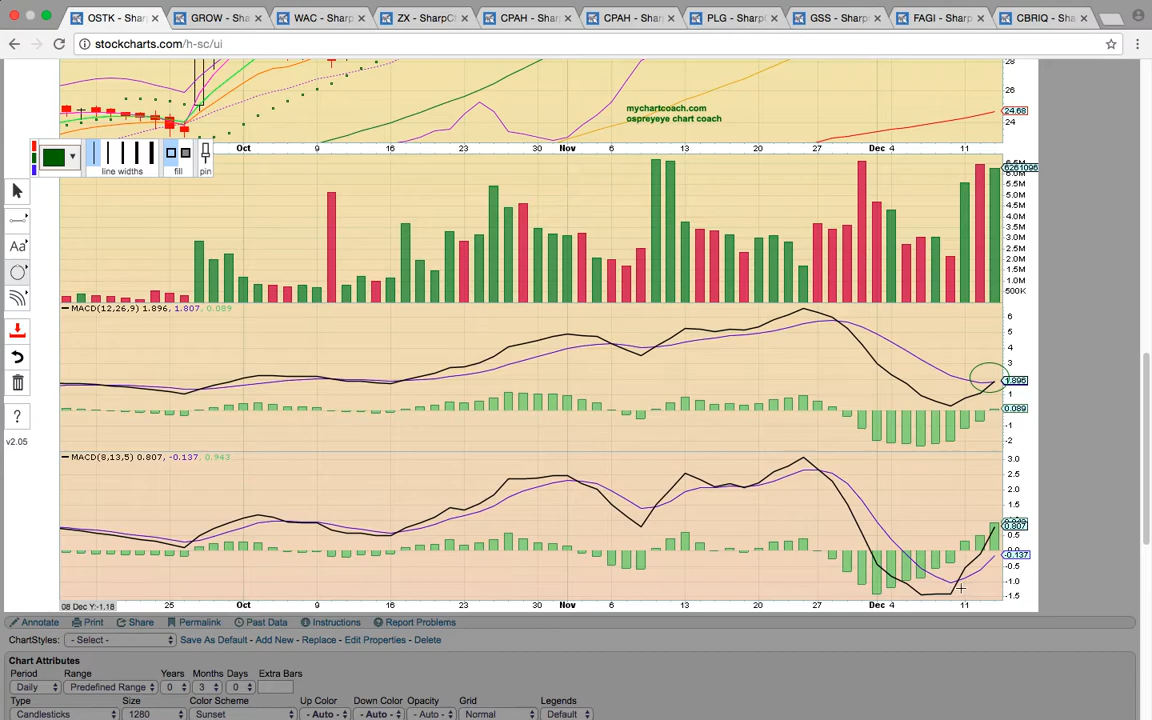 OSTK - Shar
GROW - Sha
WAC - Sharp
ZX - SharpCh
CPAH - Shar
CPAH - Shar
PLG - SharpC
GSS - Sharp
FAGI - Sharp
CBRIQ - Sha
stockcharts.com/h-sc/ui
28
26
mychartcoach.com
24.68
ospreyeye chart coach
24
Oct 9 16 23 30 Nov 6 13 20 27 Dec 4 11
line widths
fill
pin
6261096
5.5M
5.0M
4.5M
4.0M
3.5M
3.0M
2.5M
2.0M
1.5M
1.0M
500K
Aa
MACD(12,26,9) 1.896, 1.807, 0.089
6
5
4
3
1.896
1
0.089
-1
-2
?
v2.05
MACD(8,13,5) 0.807, -0.137, 0.943
3.0
2.5
2.0
1.5
0.807
0.5
0.0
-0.137
-0.5
-1.0
-1.5
08 Dec Y:-1.18
25 Oct 9 16 23 30 Nov 6 13 20 27 Dec 4 11
Annotate Print Share Permalink Past Data Instructions Report Problems
ChartStyles: - Select - Save As Default - Add New - Replace - Edit Properties - Delete
Chart Attributes
Period Range Years Months Days Extra Bars
Daily Predefined Range 0 3 0
Type Size Color Scheme Up Color Down Color Opacity Grid Legends
Candlesticks 1280 Sunset - Auto - - Auto - - Auto - Normal Default